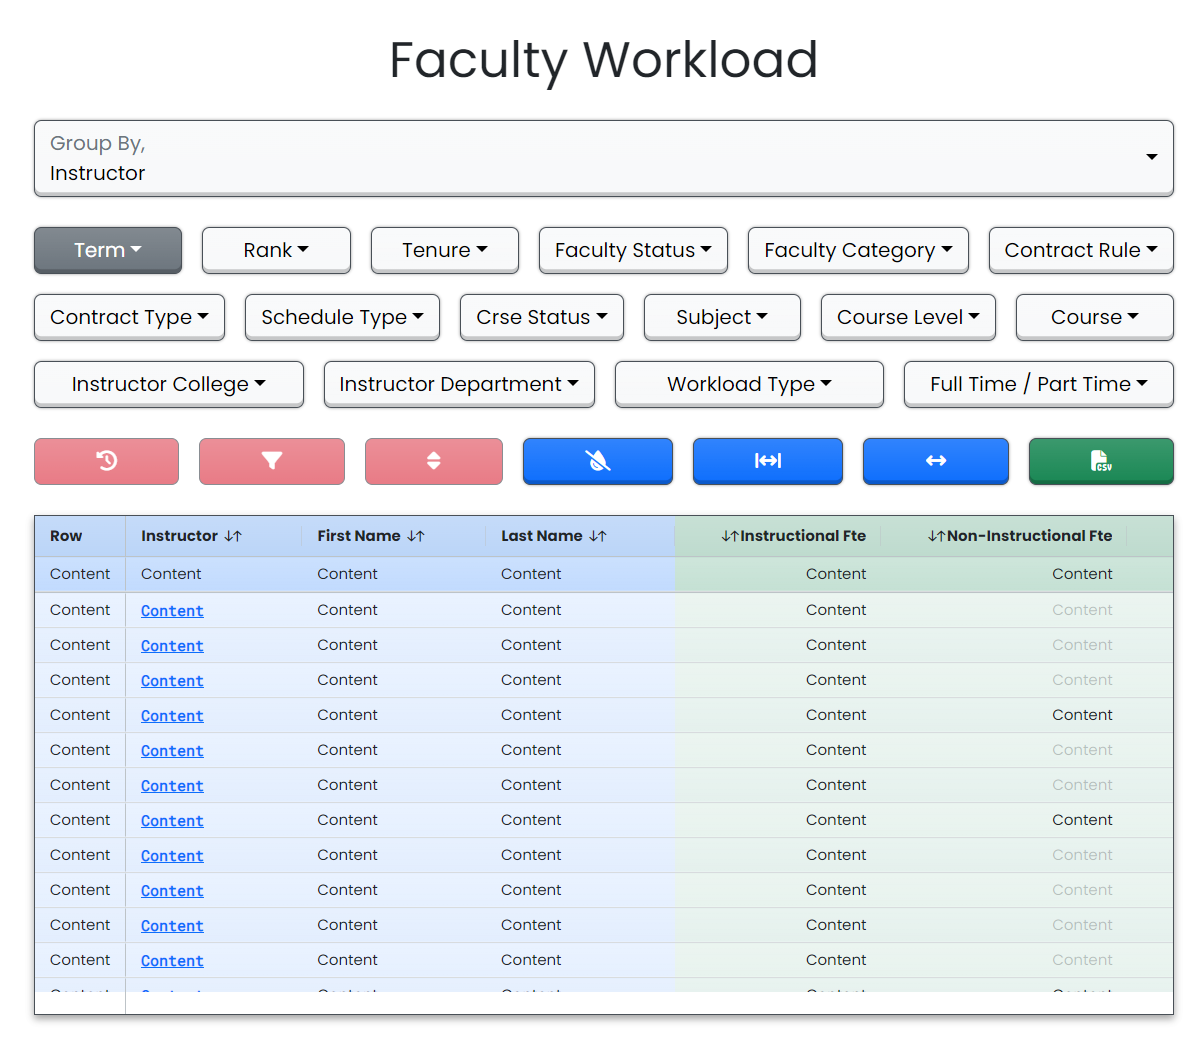 Faculty Workload
Group By,
Instructor
Term Rank Tenure Faculty Status Faculty Category Contract Rule
Contract Type Schedule Type Crse Status Subject Course Level Course
Instructor College Instructor Department Workload Type Full Time / Part Time
CSV
Row Instructor First Name Last Name Instructional Fte Non-Instructional Fte
Content Content Content Content Content Content
Content Content Content Content Content Content
Content Content Content Content Content Content
Content Content Content Content Content Content
Content Content Content Content Content Content
Content Content Content Content Content Content
Content Content Content Content Content Content
Content Content Content Content Content Content
Content Content Content Content Content Content
Content Content Content Content Content Content
Content Content Content Content Content Content
Content Content Content Content Content Content